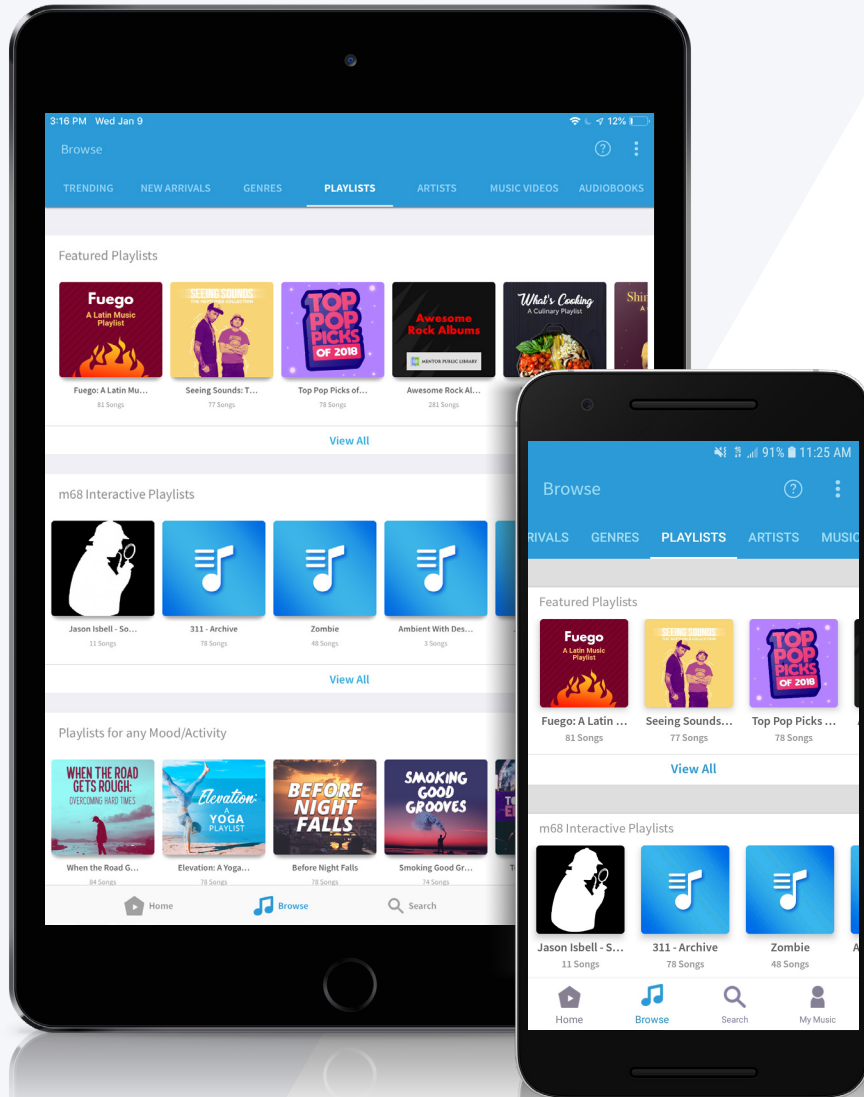 3:16 PM Wed Jan 9
12%
Browse
?
TRENDING NEW ARRIVALS GENRES PLAYLISTS ARTISTS MUSIC VIDEOS AUDIOBOOKS
Featured Playlists
Fuego
A Latin Music
Playlist
SEEING SOUNDS
TOP
POP
PICKS
OF 2018
Awesome
Rock Albums
MENTOR PUBLIC LIBRARY
What's Cooking
A Culinary Playlist
Fuego: A Latin Mu...
81 Songs
Seeing Sounds: T...
77 Songs
Top Pop Picks of...
78 Songs
Awesome Rock Al...
281 Songs
View All
m68 Interactive Playlists
Jason Isbell - So...
11 Songs
311 - Archive
78 Songs
Zombie
48 Songs
Ambient With Des...
3 Songs
View All
Playlists for any Mood/Activity
WHEN THE ROAD
GETS ROUGH:
OVERCOMING HARD TIMES
Elevation:
A
YOGA
PLAYLIST
BEFORE
NIGHT
FALLS
SMOKING
GOOD
GROOVES
When the Road G...
94 Songs
Elevation: A Yoga...
78 Songs
Before Night Falls
78 Songs
Smoking Good Gr...
74 Songs
Home Browse Search
91% 11:25 AM
Browse
?
RIVALS GENRES PLAYLISTS ARTISTS MUSIC
Featured Playlists
Fuego
A Latin Music
Playlist
SEEING SOUNDS
TOP
POP
PICKS
OF 2018
Fuego: A Latin ...
81 Songs
Seeing Sounds...
77 Songs
Top Pop Picks ...
78 Songs
View All
m68 Interactive Playlists
Jason Isbell - S...
11 Songs
311 - Archive
78 Songs
Zombie
48 Songs
Home Browse Search My Music